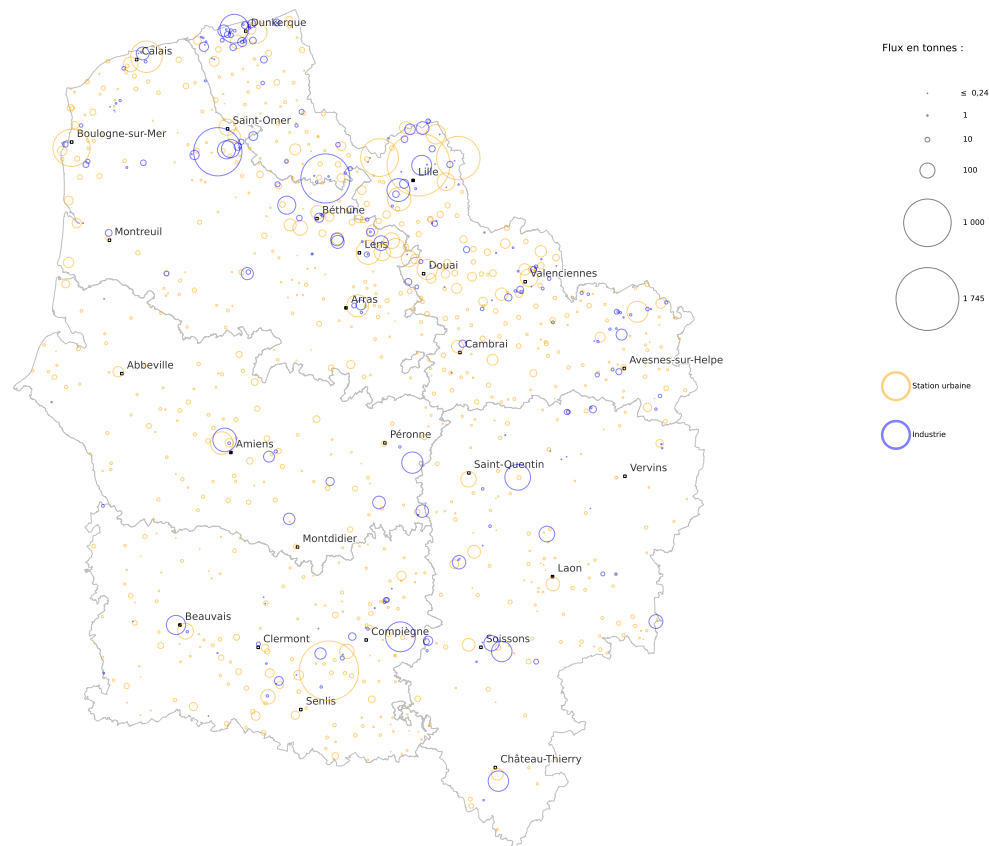 Dunkerque
Flux en tonnes :
Calais
≤ 0,24
1
Saint-Omer
Boulogne-sur-Mer
10
Lille
100
Béthune
Montreuil
1 000
Lens
Douai
Valenciennes
Arras
1 745
Cambrai
Avesnes-sur-Helpe
Abbeville
Station urbaine
Péronne
Industrie
Amiens
Saint-Quentin
Vervins
Montdidier
Laon
Beauvais
Compiègne
Clermont
Soissons
Senlis
Château-Thierry